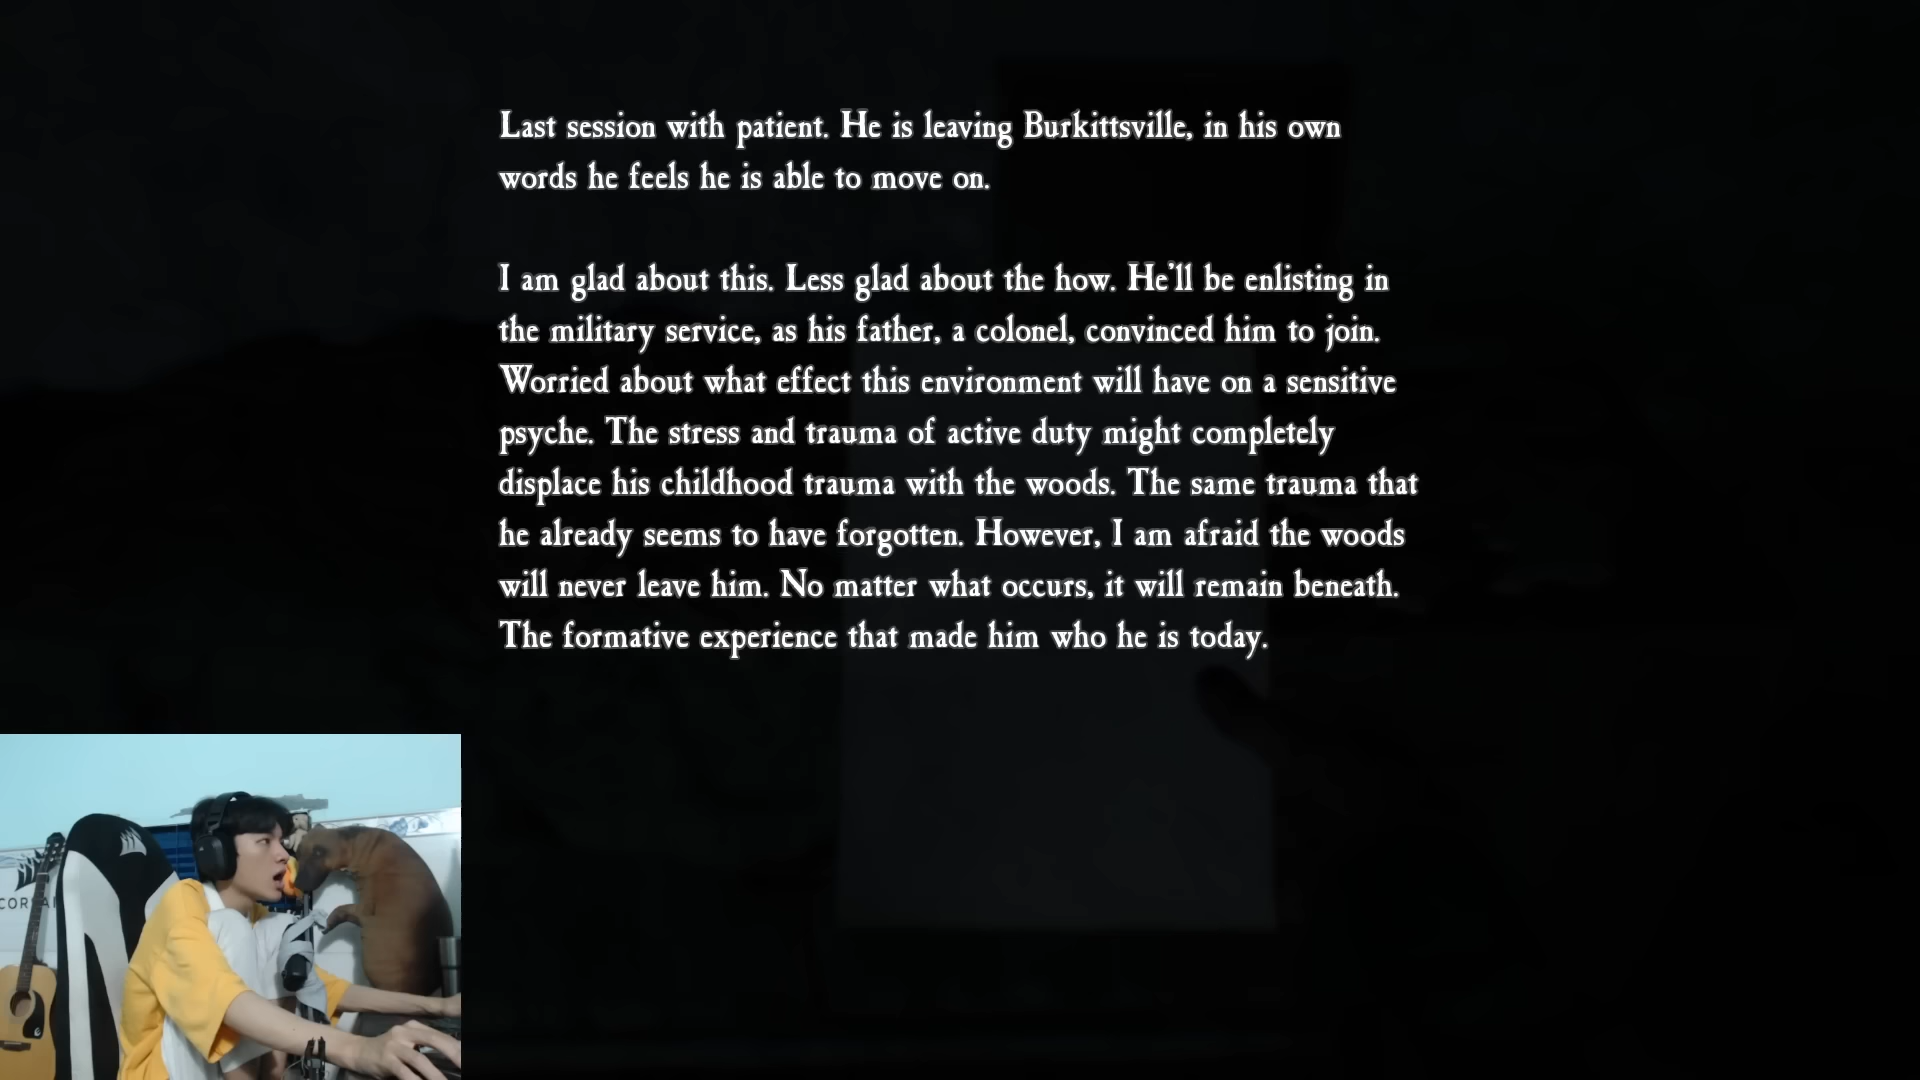 Last session with patient. He is leaving Burkittsville, in his own
words he feels he is able to move on.
I am glad about this. Less glad about the how. He'll be enlisting in
the military service, as his father, a colonel, convinced him to join.
Worried about what effect this environment will have on a sensitive
psyche. The stress and trauma of active duty might completely
displace his childhood trauma with the woods. The same trauma that
he already seems to have forgotten. However, I am afraid the woods
will never leave him. No matter what occurs, it will remain beneath.
The formative experience that made him who he is today.